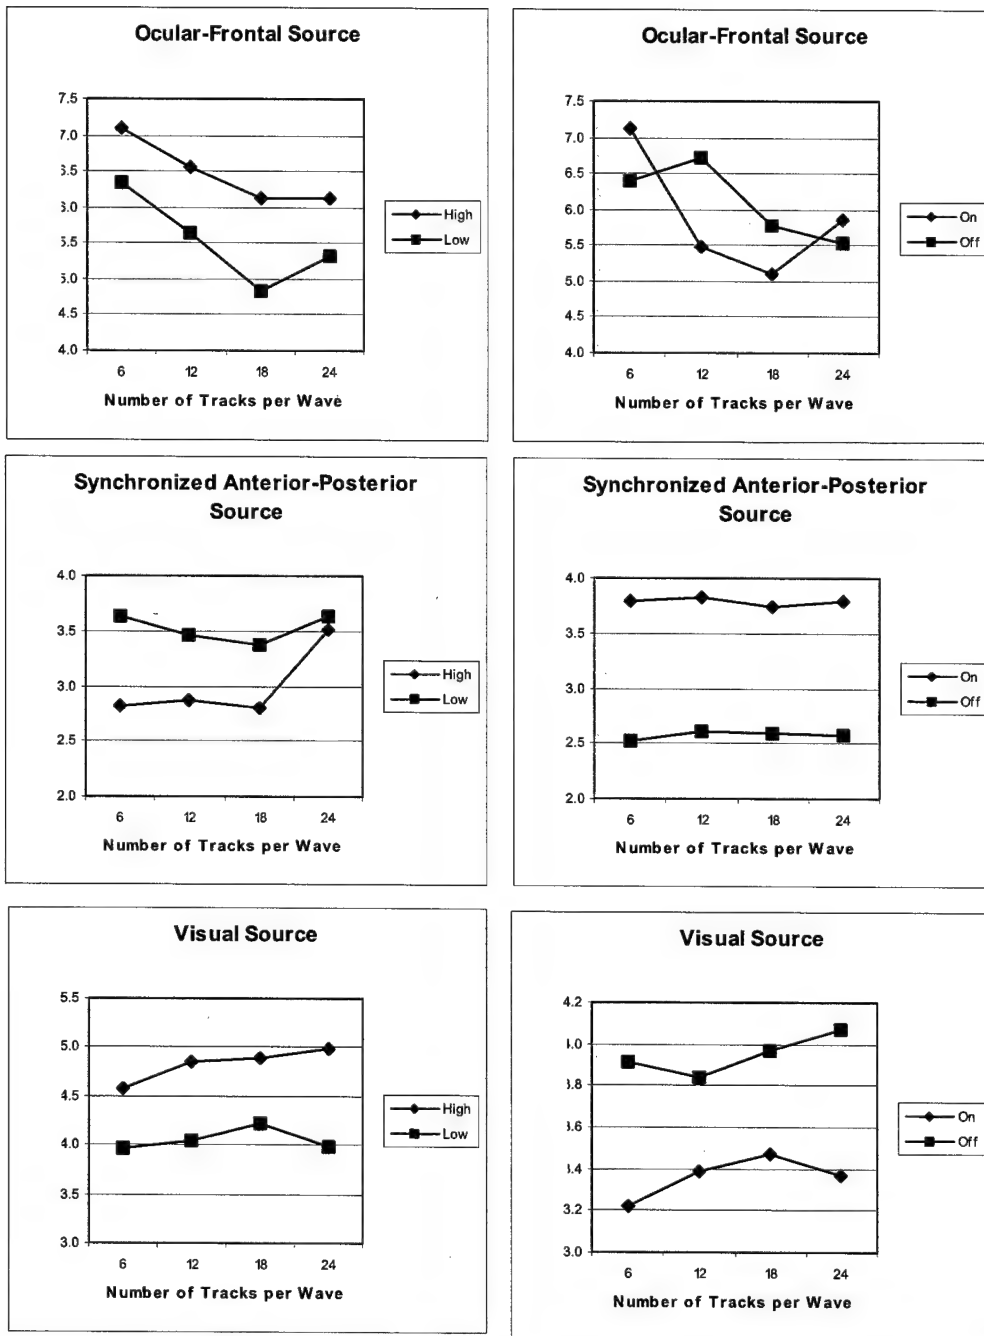 Ocular-Frontal Source
7.5
7.0
5.0
4.5
4.0
6 12 18 24
Number of Tracks per Wave
High
Low
Ocular-Frontal Source
7.5
7.0
6.5
6.0
5.5
5.0
4.5
4.0
6 12 18 24
Number of Tracks per Wave
On
Off
Synchronized Anterior-Posterior
Source
4.0
3.5
3.0
2.5
2.0
6 12 18 24
Number of Tracks per Wave
High
Low
Synchronized Anterior-Posterior
Source
4.0
3.5
3.0
2.5
2.0
6 12 18 24
Number of Tracks per Wave
On
Off
Visual Source
5.5
5.0
4.5
4.0
3.5
3.0
6 12 18 24
Number of Tracks per Wave
High
Low
Visual Source
4.2
3.2
3.0
6 12 18 24
Number of Tracks per Wave
On
Off